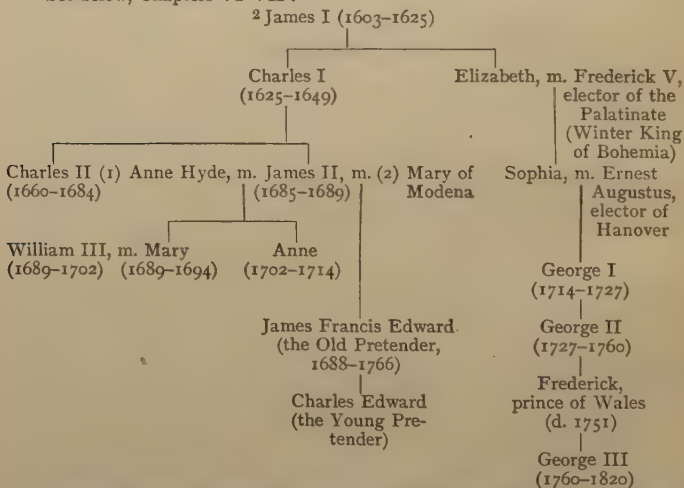 ² James I (1603–1625)
Charles I
(1625–1649)
Elizabeth, m. Frederick V,
elector of the
Palatinate
(Winter King
of Bohemia)
Charles II (1) Anne Hyde, m. James II, m. (2) Mary of
(1660–1684) (1685–1689) Modena
Sophia, m. Ernest
Augustus,
elector of
Hanover
William III, m. Mary Anne
(1689–1702) (1689–1694) (1702–1714)
George I
(1714–1727)
James Francis Edward
(the Old Pretender,
1688–1766)
George II
(1727–1760)
Charles Edward
(the Young Pre-
tender)
Frederick,
prince of Wales
(d. 1751)
George III
(1760–1820)